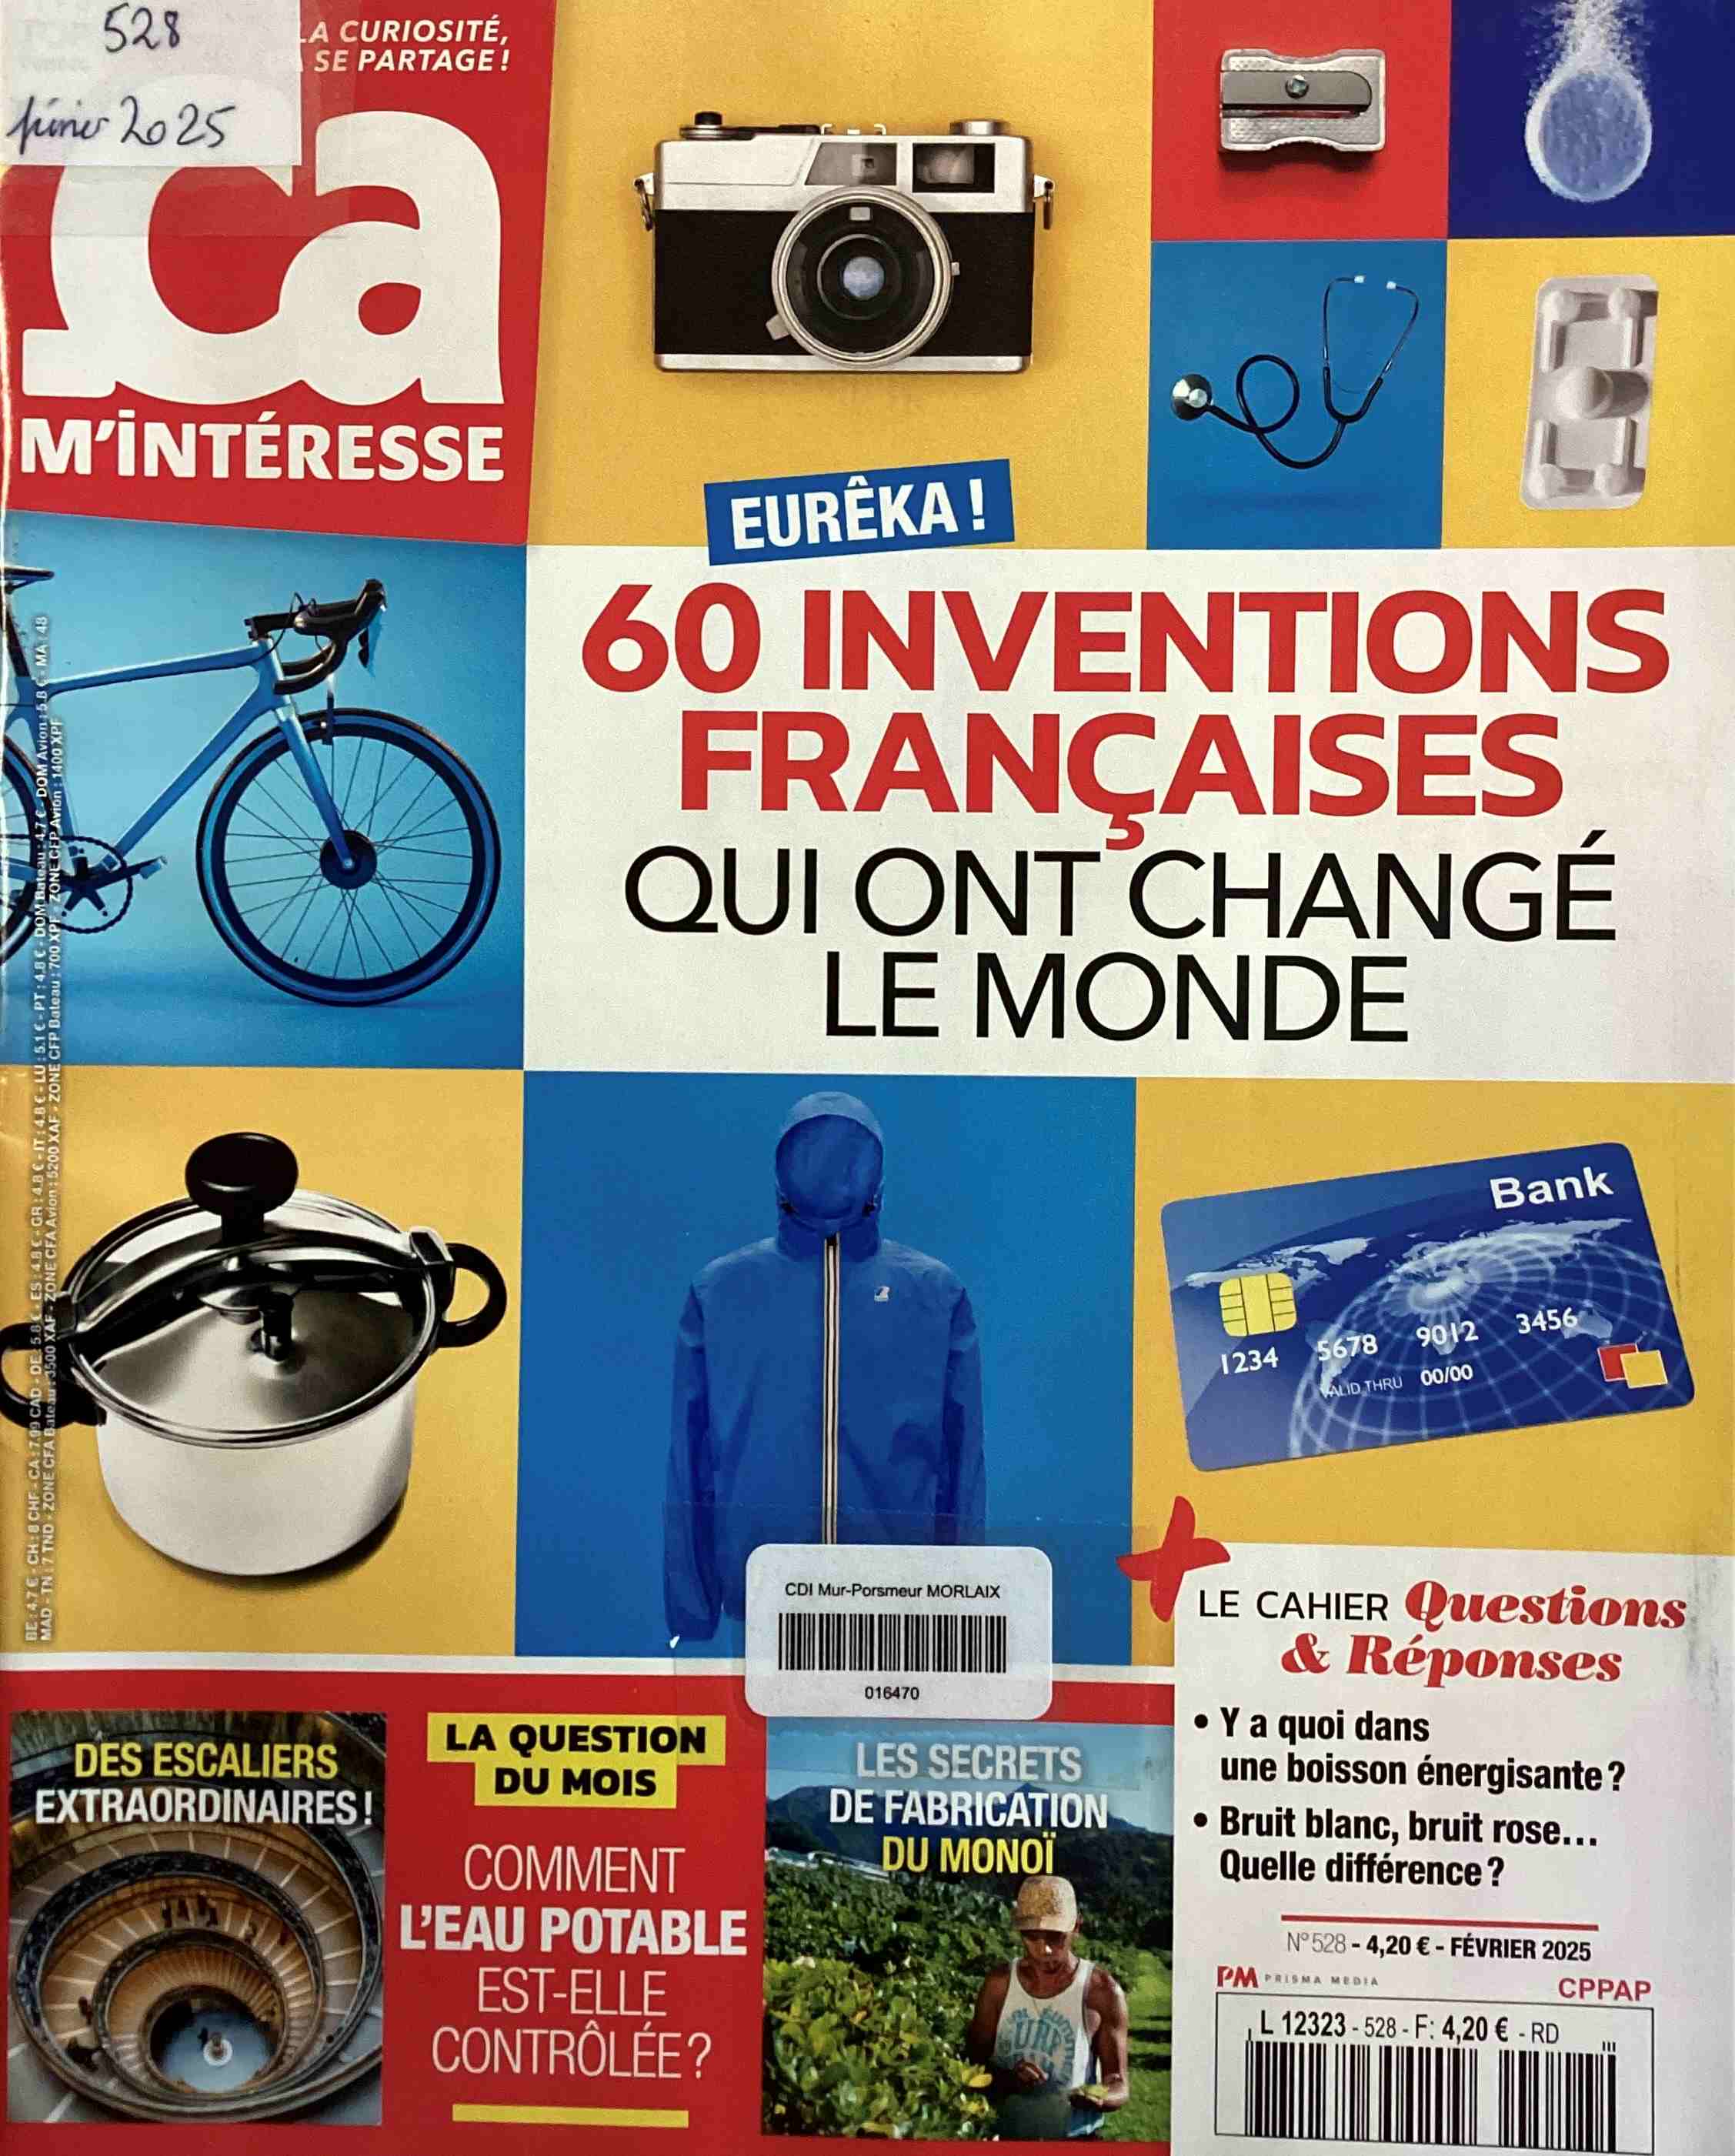 528
février 2025
LA CURIOSITÉ,
SE PARTAGE !
Ça
M'INTÉRESSE
EURÊKA !
60 INVENTIONS
FRANÇAISES
QUI ONT CHANGÉ
LE MONDE
Bank
1234 5678 9012 3456
VALID THRU 00/00
BE : 4.7 € - CH : 8 CHF - CA : 7.99 CAD - DE : 5.8 € - ES : 4.8 € - GR : 4.8 € - IT : 4.8 € - LU : 5.1 € - PT : 4.8 € - DOM Bateau : 4.7 € - DOM Avion : 5.8 € - MA : 48
MAD - TN : 7 TND - ZONE CFA Bateau : 3500 XAF - ZONE CFA Avion : 5200 XAF - ZONE CFP Bateau : 700 XPF - ZONE CFP Avion : 1400 XPF
CDI Mur-Porsmeur MORLAIX
016470
LE CAHIER Questions
& Réponses
• Y a quoi dans
une boisson énergisante ?
• Bruit blanc, bruit rose...
Quelle différence ?
N° 528 - 4,20 € - FÉVRIER 2025
PM PRISMA MEDIA
CPPAP
L 12323 - 528 - F: 4,20 € - RD
DES ESCALIERS
EXTRAORDINAIRES !
LA QUESTION
DU MOIS
COMMENT
L'EAU POTABLE
EST-ELLE
CONTRÔLÉE ?
LES SECRETS
DE FABRICATION
DU MONOÏ
SURF